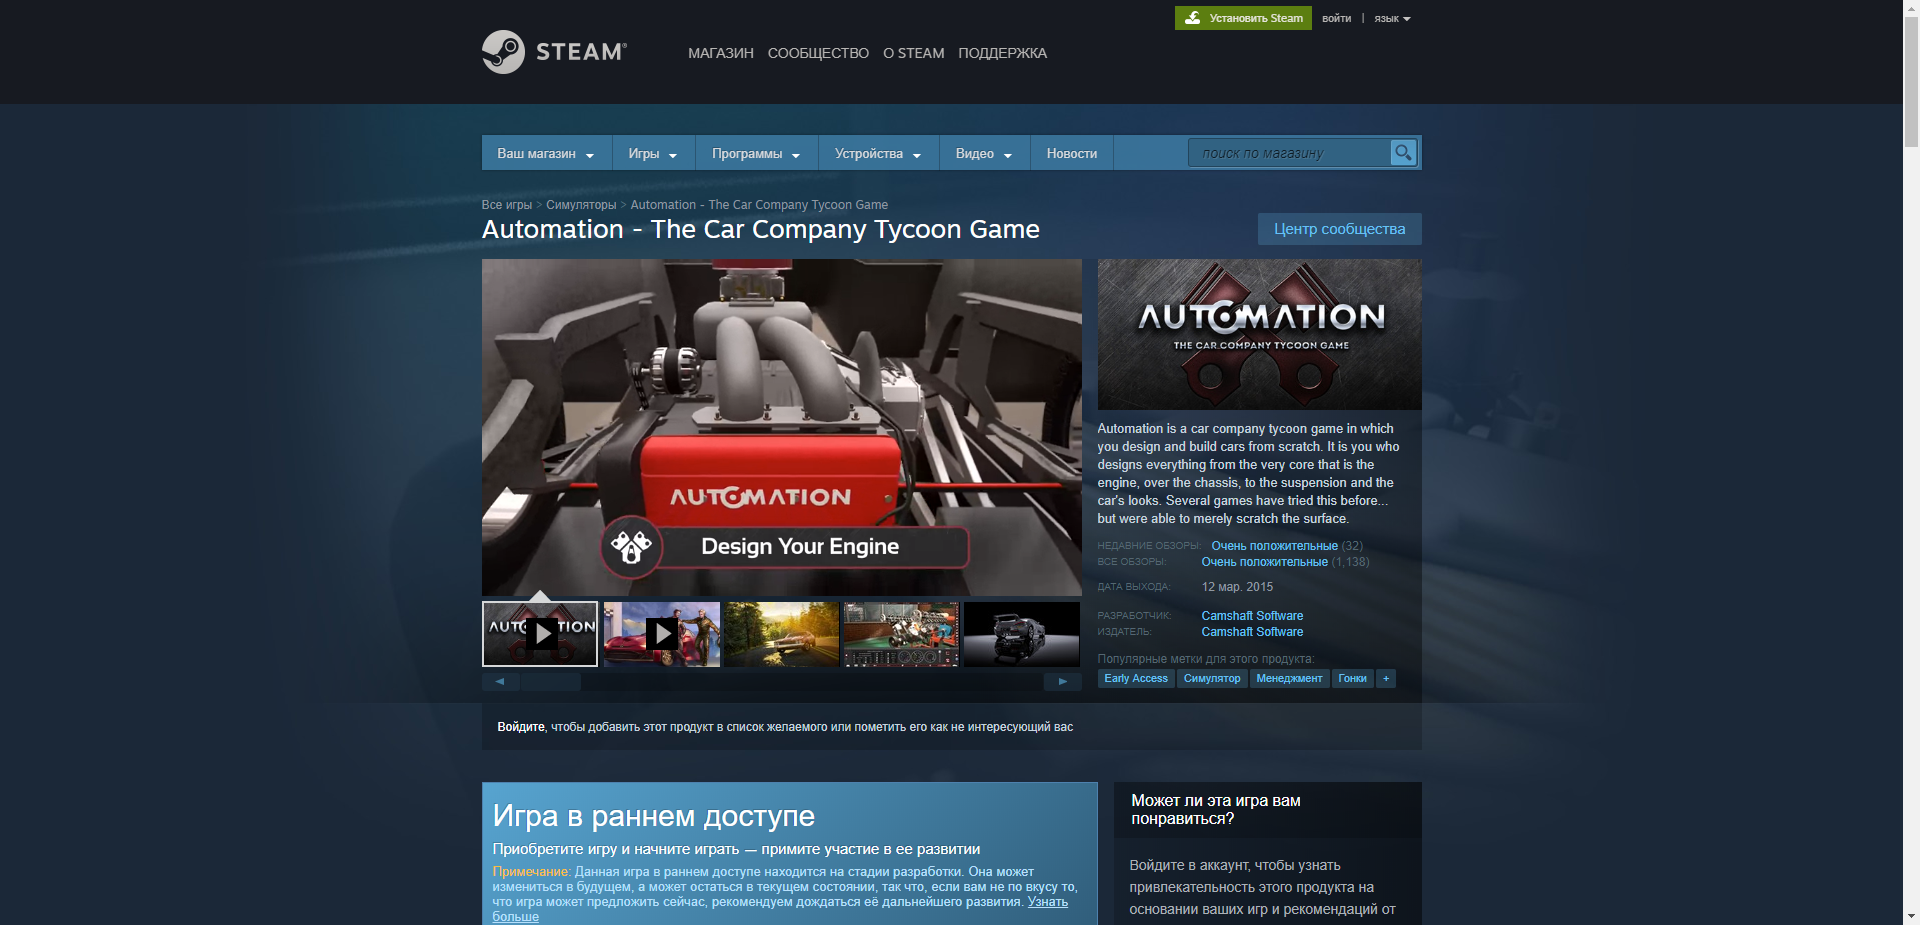 Установить Steam
войти | язык
STEAM®
МАГАЗИН СООБЩЕСТВО О STEAM ПОДДЕРЖКА
Ваш магазин Игры Программы Устройства Видео Новости
поиск по магазину
Все игры > Симуляторы > Automation - The Car Company Tycoon Game
Automation - The Car Company Tycoon Game
Центр сообщества
AUTOMATION
Design Your Engine
AUTOMATION
AUTOMATION
THE CAR COMPANY TYCOON GAME
Automation is a car company tycoon game in which
you design and build cars from scratch. It is you who
designs everything from the very core that is the
engine, over the chassis, to the suspension and the
car's looks. Several games have tried this before...
but were able to merely scratch the surface.
НЕДАВНИЕ ОБЗОРЫ: Очень положительные (32)
ВСЕ ОБЗОРЫ: Очень положительные (1,138)
ДАТА ВЫХОДА: 12 мар. 2015
РАЗРАБОТЧИК: Camshaft Software
ИЗДАТЕЛЬ: Camshaft Software
Популярные метки для этого продукта:
Early Access Симулятор Менеджмент Гонки +
Войдите, чтобы добавить этот продукт в список желаемого или пометить его как не интересующий вас
Игра в раннем доступе
Приобретите игру и начните играть — примите участие в ее развитии
Примечание: Данная игра в раннем доступе находится на стадии разработки. Она может
измениться в будущем, а может остаться в текущем состоянии, так что, если вам не по вкусу то,
что игра может предложить сейчас, рекомендуем дождаться её дальнейшего развития. Узнать
больше
Может ли эта игра вам
понравиться?
Войдите в аккаунт, чтобы узнать
привлекательность этого продукта на
основании ваших игр и рекомендаций от